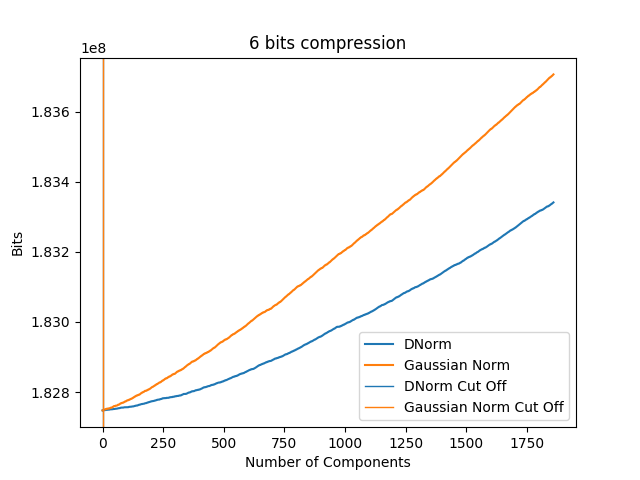 6 bits compression
1e8
1.836
1.834
1.832
1.830
1.828
Bits
DNorm
Gaussian Norm
DNorm Cut Off
Gaussian Norm Cut Off
0 250 500 750 1000 1250 1500 1750
Number of Components